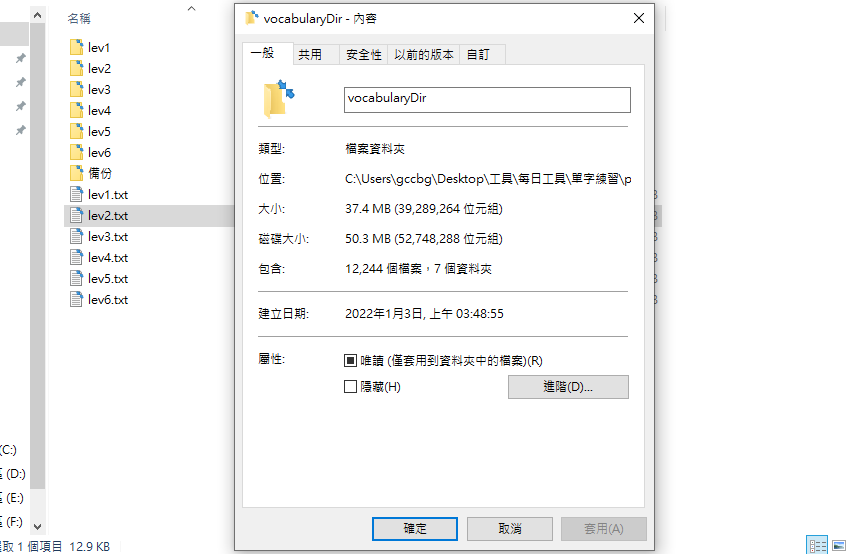 名稱
lev1
lev2
lev3
lev4
lev5
lev6
備份
lev1.txt
lev2.txt
lev3.txt
lev4.txt
lev5.txt
lev6.txt
(C:)
(D:)
(E:)
(F:)
取 1 個項目 12.9 KB
vocabularyDir - 內容
一般 共用 安全性 以前的版本 自訂
vocabularyDir
類型: 檔案資料夾
位置: C:\Users\gccbg\Desktop\工具\每日工具\單字練習\p
大小: 37.4 MB (39,289,264 位元組)
磁碟大小: 50.3 MB (52,748,288 位元組)
包含: 12,244 個檔案，7 個資料夾
建立日期: 2022年1月3日, 上午 03:48:55
屬性: 唯讀 (僅套用到資料夾中的檔案)(R)
隱藏(H)
進階(D)...
確定 取消 套用(A)